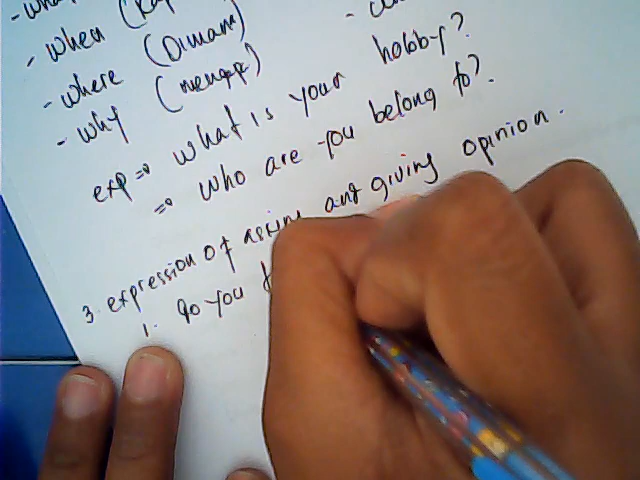 - when (Kap
- where (Dimana)
- why (mengap)
exp => what is your hobby?
=> who are you belong to?
3. expression of asking and giving opinion.
1. do you